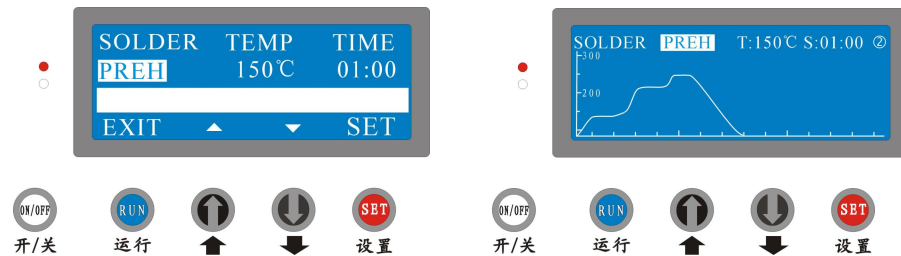 SOLDER TEMP TIME
PREH 150℃ 01:00
EXIT SET
ON/OFF RUN SET
开/关 运行 设置
SOLDER PREH T:150℃ S:01:00 ②
300
200
ON/OFF RUN SET
开/关 运行 设置